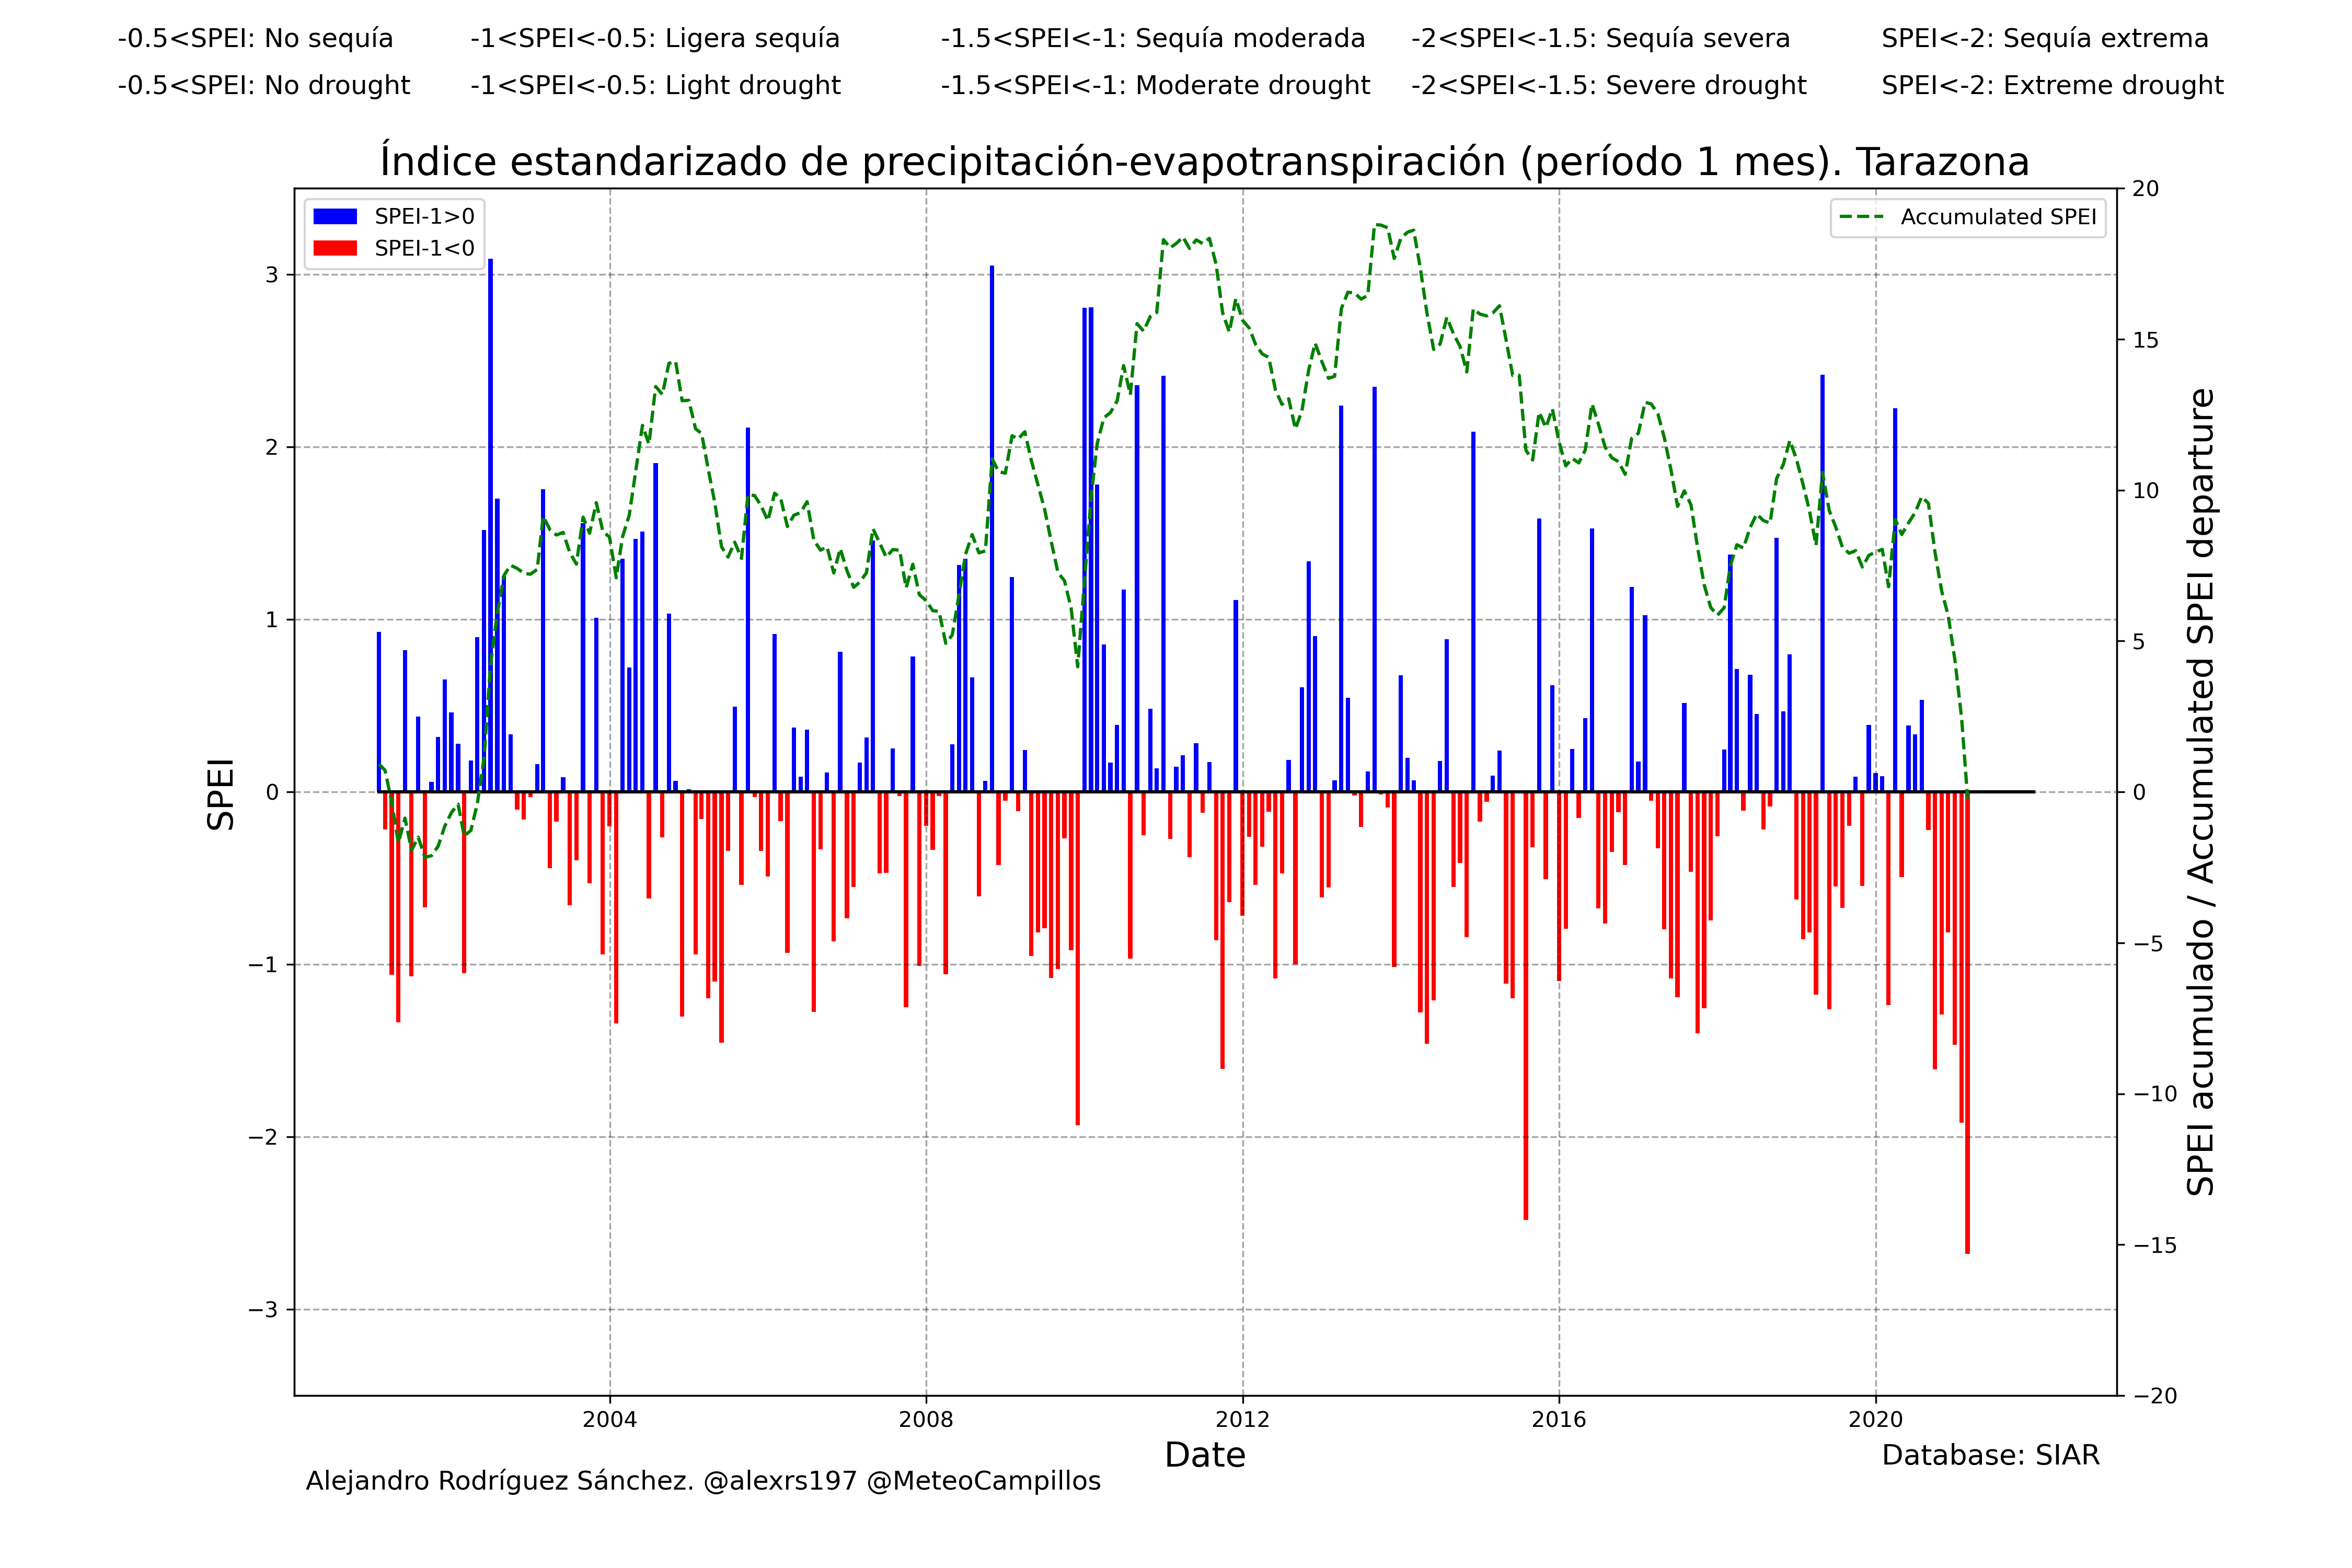 -0.5<SPEI: No sequía -1<SPEI<-0.5: Ligera sequía -1.5<SPEI<-1: Sequía moderada -2<SPEI<-1.5: Sequía severa SPEI<-2: Sequía extrema
-0.5<SPEI: No drought -1<SPEI<-0.5: Light drought -1.5<SPEI<-1: Moderate drought -2<SPEI<-1.5: Severe drought SPEI<-2: Extreme drought
Índice estandarizado de precipitación-evapotranspiración (período 1 mes). Tarazona
SPEI-1>0
SPEI-1<0
Accumulated SPEI
SPEI
3
2
1
0
−1
−2
−3
20
15
10
5
0
−5
−10
−15
−20
SPEI acumulado / Accumulated SPEI departure
2004 2008 2012 2016 2020
Date
Database: SIAR
Alejandro Rodríguez Sánchez. @alexrs197 @MeteoCampillos